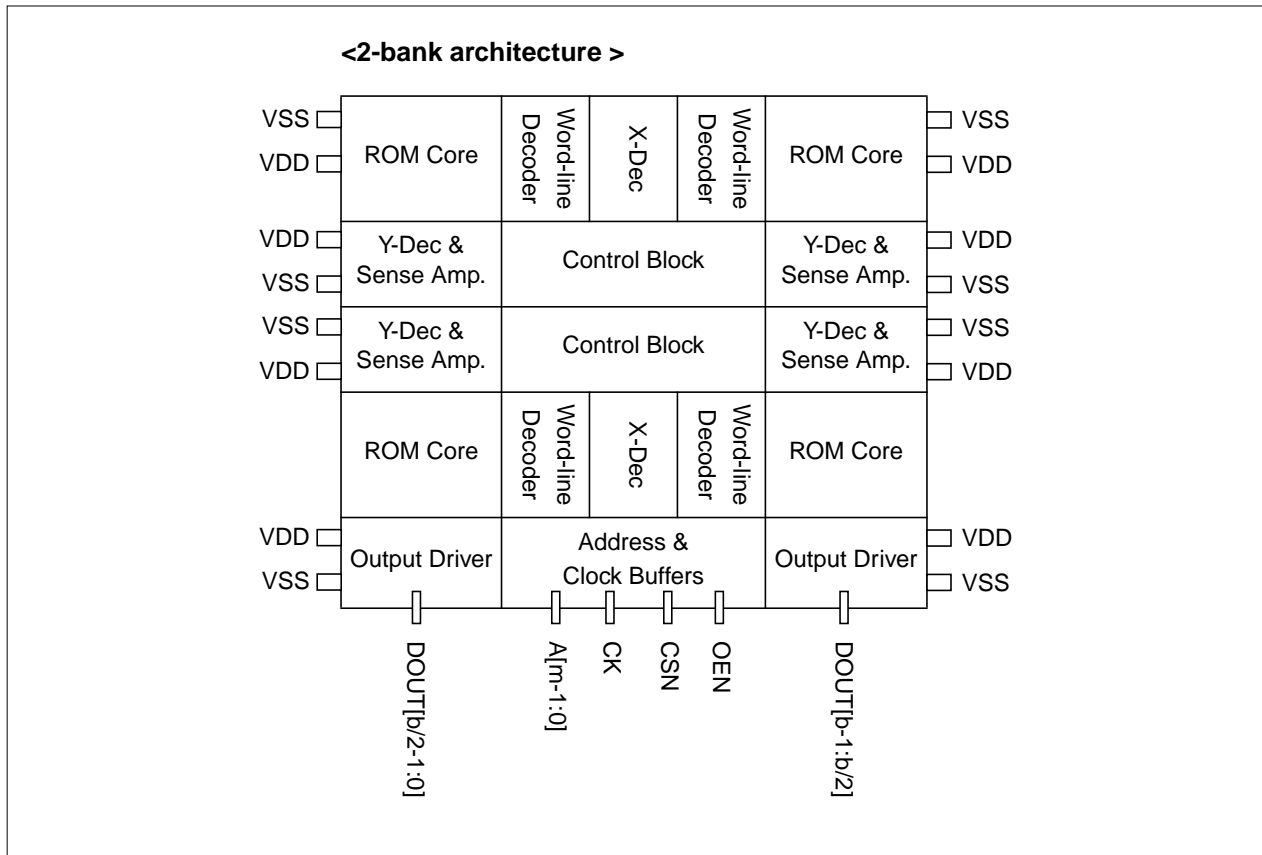 <2-bank architecture >
VSS
ROM Core
Word-line
Decoder
X-Dec
Word-line
Decoder
ROM Core
VSS
VDD
VDD
VDD
Y-Dec &
Sense Amp.
Control Block
Y-Dec &
Sense Amp.
VDD
VSS
VSS
VSS
Y-Dec &
Sense Amp.
Control Block
Y-Dec &
Sense Amp.
VSS
VDD
VDD
ROM Core
Word-line
Decoder
X-Dec
Word-line
Decoder
ROM Core
VDD
Output Driver
Address &
Clock Buffers
Output Driver
VDD
VSS
VSS
DOUT[b/2-1:0]
A[m-1:0]
CK
CSN
OEN
DOUT[b-1:b/2]